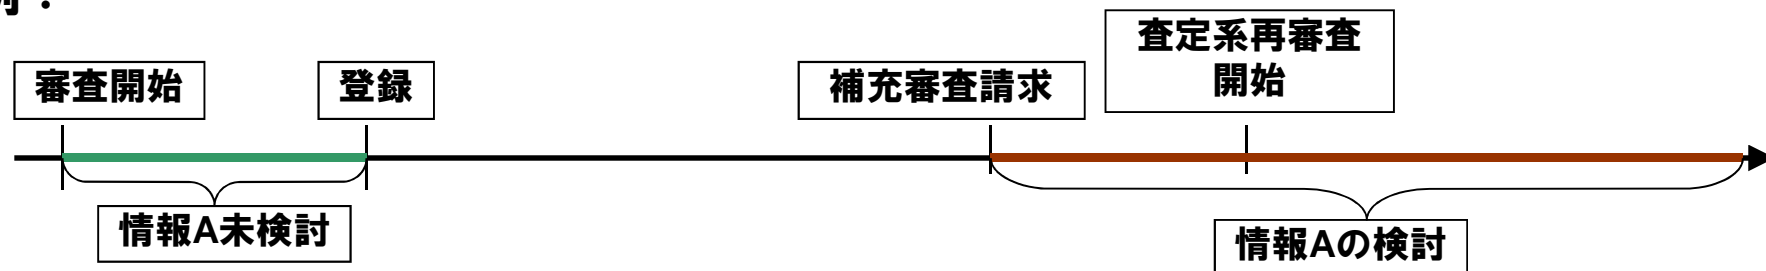 審査開始
登録
補充審査請求
査定系再審査
開始
情報A未検討
情報Aの検討